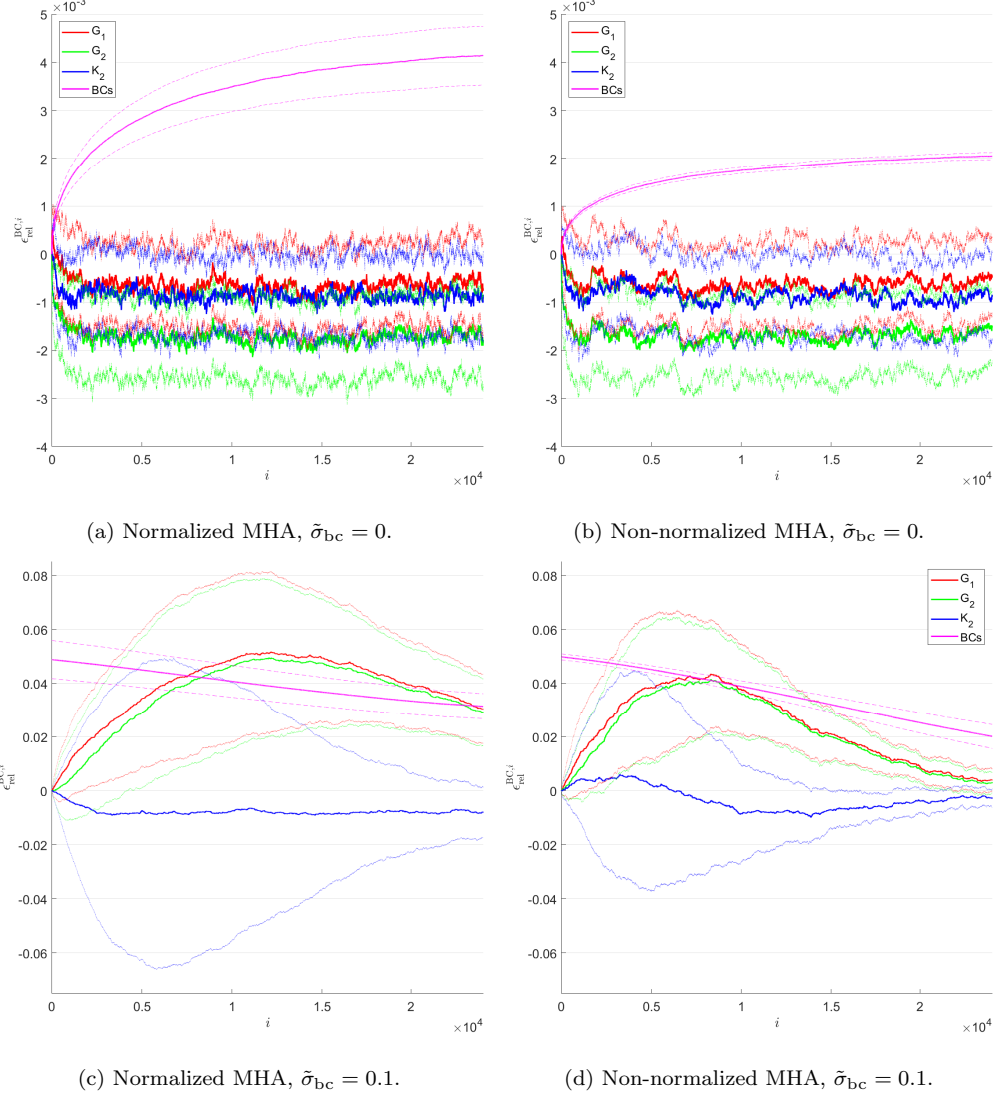 ×10⁻³
5
4
3
2
1
0
-1
-2
-3
-4
ϵ_rel^{BC,i}
G₁
G₂
K₂
BCs
0 0.5 1 1.5 2
×10⁴
i
×10⁻³
5
4
3
2
1
0
-1
-2
-3
-4
ϵ_rel^{BC,i}
G₁
G₂
K₂
BCs
0 0.5 1 1.5 2
×10⁴
i
(a) Normalized MHA, σ̃_bc = 0.
(b) Non-normalized MHA, σ̃_bc = 0.
0.08
0.06
0.04
0.02
0
-0.02
-0.04
-0.06
ϵ_rel^{BC,i}
0 0.5 1 1.5 2
×10⁴
i
0.08
0.06
0.04
0.02
0
-0.02
-0.04
-0.06
ϵ_rel^{BC,i}
G₁
G₂
K₂
BCs
0 0.5 1 1.5 2
×10⁴
i
(c) Normalized MHA, σ̃_bc = 0.1.
(d) Non-normalized MHA, σ̃_bc = 0.1.